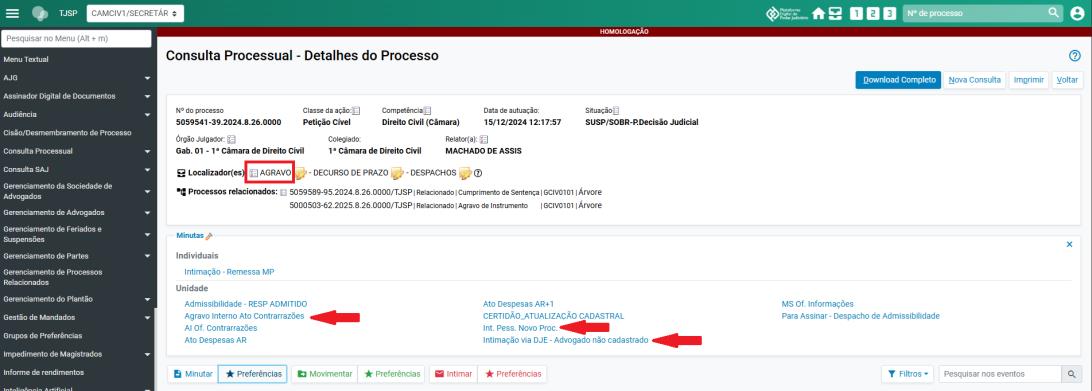 TJSP CAMCIV1/SECRETÁR Plataforma Digital do Poder Judiciário 1 2 3 Nº de processo
HOMOLOGAÇÃO
Pesquisar no Menu (Alt + m)
Menu Textual
AJG
Assinador Digital de Documentos
Audiência
Cisão/Desmembramento de Processo
Consulta Processual
Consulta SAJ
Gerenciamento da Sociedade de
Advogados
Gerenciamento de Advogados
Gerenciamento de Feriados e
Suspensões
Gerenciamento de Partes
Gerenciamento de Processos
Relacionados
Gerenciamento do Plantão
Gestão de Mandados
Grupos de Preferências
Impedimento de Magistrados
Informe de rendimentos
Inteligência Artificial
Consulta Processual - Detalhes do Processo
Download Completo Nova Consulta Imprimir Voltar
Nº do processo Classe da ação: Competência Data de autuação: Situação
5059541-39.2024.8.26.0000 Petição Cível Direito Civil (Câmara) 15/12/2024 12:17:57 SUSP/SOBR-P.Decisão Judicial
Órgão Julgador: Colegiado: Relator(a):
Gab. 01 - 1ª Câmara de Direito Civil 1ª Câmara de Direito Civil MACHADO DE ASSIS
Localizador(es) AGRAVO - DECURSO DE PRAZO - DESPACHOS
Processos relacionados: 5059589-95.2024.8.26.0000/TJSP | Relacionado | Cumprimento de Sentença | GCIV0101 | Árvore
5000503-62.2025.8.26.0000/TJSP | Relacionado | Agravo de Instrumento | GCIV0101 | Árvore
Minutas x
Individuais
Intimação - Remessa MP
Unidade
Admissibilidade - RESP ADMITIDO Ato Despesas AR+1 MS Of. Informações
Agravo Interno Ato Contrarrazões CERTIDÃO_ATUALIZAÇÃO CADASTRAL Para Assinar - Despacho de Admissibilidade
AI Of. Contrarrazões Int. Pess. Novo Proc.
Ato Despesas AR Intimação via DJE - Advogado não cadastrado
Minutar Preferências Movimentar Preferências Intimar Preferências Filtros Pesquisar nos eventos